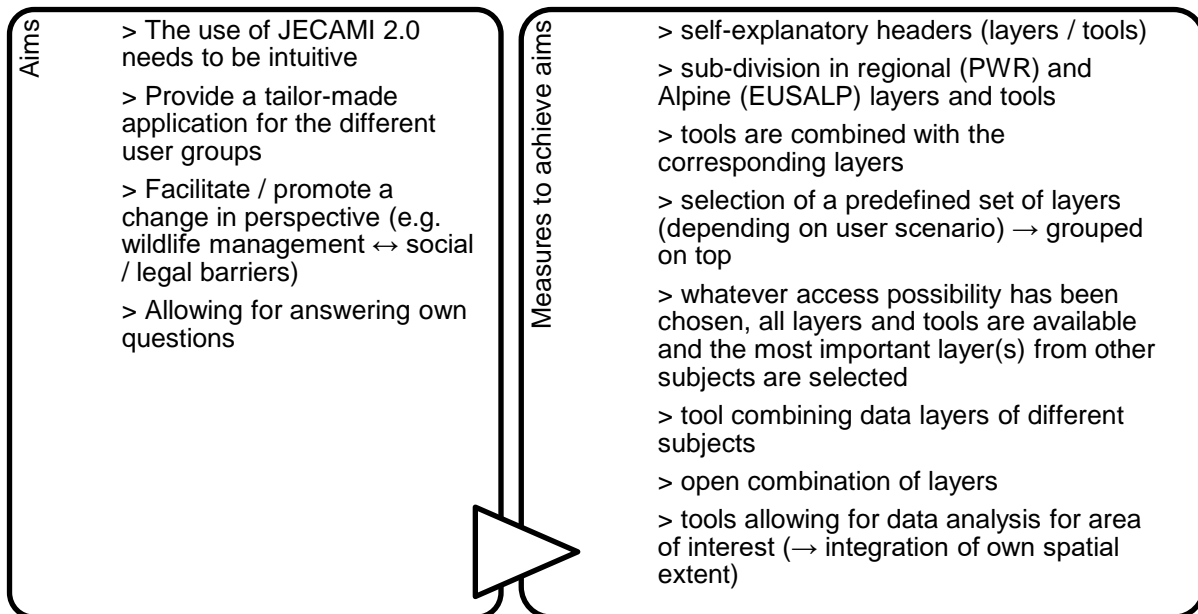 Aims
> The use of JECAMI 2.0
needs to be intuitive
> Provide a tailor-made
application for the different
user groups
> Facilitate / promote a
change in perspective (e.g.
wildlife management ↔ social
/ legal barriers)
> Allowing for answering own
questions
Measures to achieve aims
> self-explanatory headers (layers / tools)
> sub-division in regional (PWR) and
Alpine (EUSALP) layers and tools
> tools are combined with the
corresponding layers
> selection of a predefined set of layers
(depending on user scenario) → grouped
on top
> whatever access possibility has been
chosen, all layers and tools are available
and the most important layer(s) from other
subjects are selected
> tool combining data layers of different
subjects
> open combination of layers
> tools allowing for data analysis for area
of interest (→ integration of own spatial
extent)